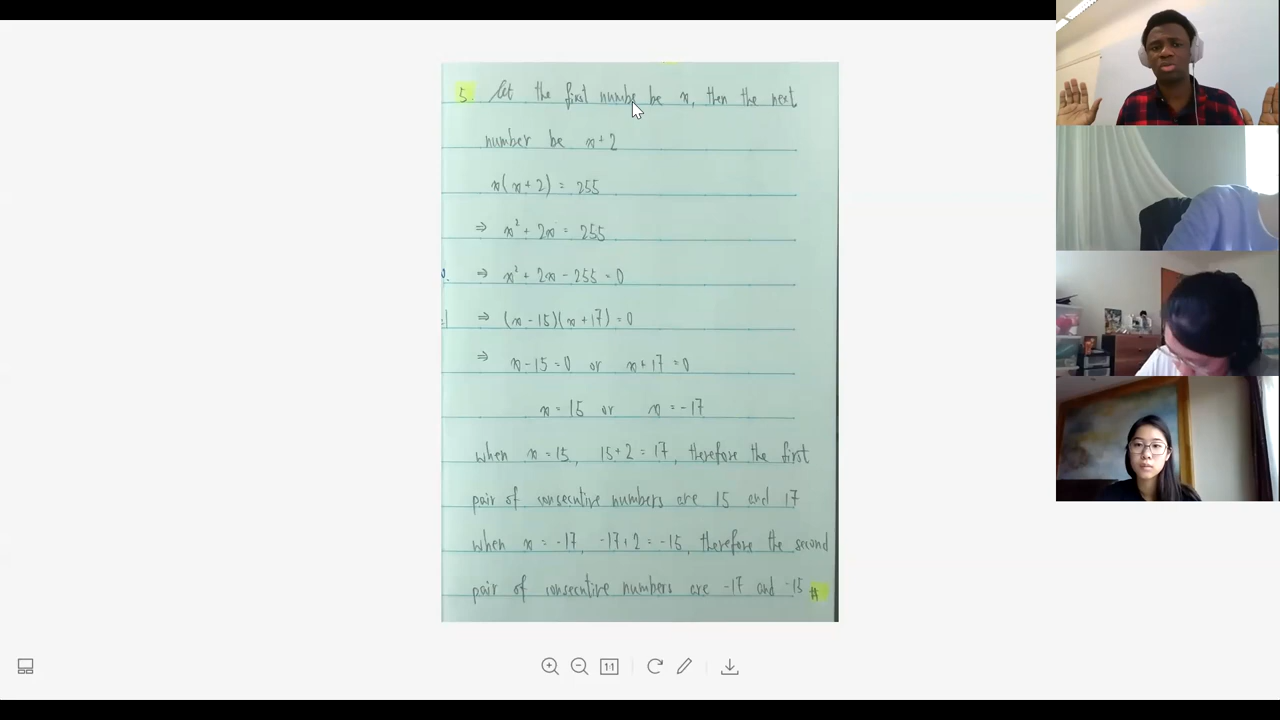 5. Let the first numbe be x, then the next
number be x+2
x(x+2) = 255
⇒ x² + 2x = 255
⇒ x² + 2x - 255 = 0
⇒ (x - 15)(x + 17) = 0
⇒ x - 15 = 0 or x + 17 = 0
x = 15 or x = -17
when x = 15, 15 + 2 = 17, therefore the first
pair of consecutive numbers are 15 and 17
when x = -17, -17 + 2 = -15, therefore the second
pair of consecutive numbers are -17 and -15 #
1:1